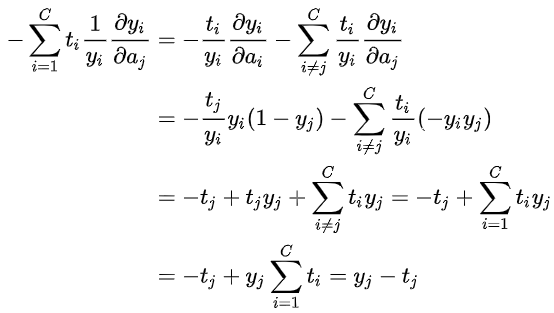 $-\sum_{i=1}^{C} t_i \frac{1}{y_i} \frac{\partial y_i}{\partial a_j} = -\frac{t_i}{y_i} \frac{\partial y_i}{\partial a_i} - \sum_{i \neq j}^{C} \frac{t_i}{y_i} \frac{\partial y_i}{\partial a_j}$
$= -\frac{t_j}{y_i} y_i (1 - y_j) - \sum_{i \neq j}^{C} \frac{t_i}{y_i} (-y_i y_j)$
$= -t_j + t_j y_j + \sum_{i \neq j}^{C} t_i y_j = -t_j + \sum_{i=1}^{C} t_i y_j$
$= -t_j + y_j \sum_{i=1}^{C} t_i = y_j - t_j$